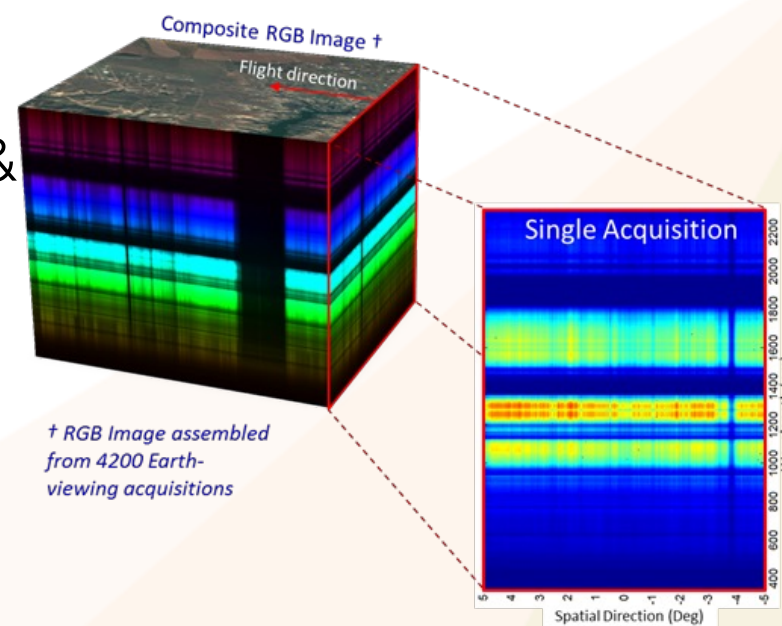 Composite RGB Image †
Flight direction
&
Single Acquisition
2200
2000
1800
1600
1400
1200
1000
800
600
400
5 4 3 2 1 0 -1 -2 -3 -4 -5
Spatial Direction (Deg)
† RGB Image assembled
from 4200 Earth-
viewing acquisitions